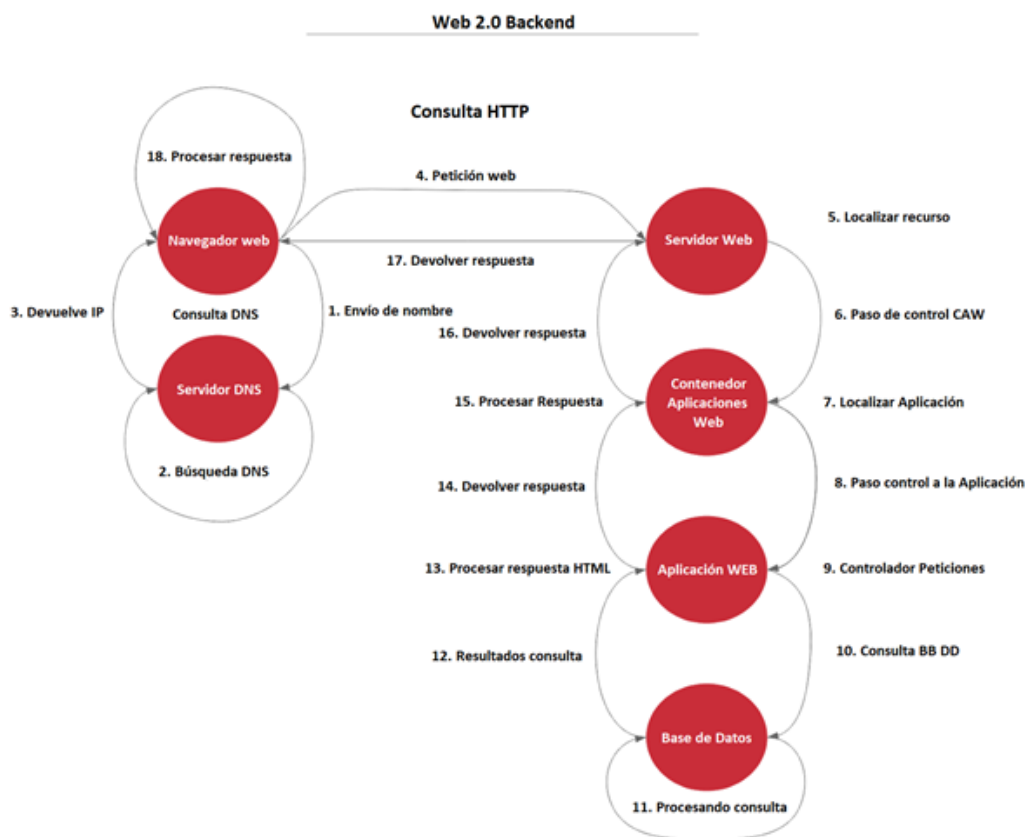 Web 2.0 Backend
Consulta HTTP
18. Procesar respuesta
4. Petición web
Navegador web
Servidor Web
5. Localizar recurso
17. Devolver respuesta
3. Devuelve IP
Consulta DNS
1. Envío de nombre
6. Paso de control CAW
16. Devolver respuesta
Servidor DNS
Contenedor
Aplicaciones
Web
15. Procesar Respuesta
7. Localizar Aplicación
2. Búsqueda DNS
14. Devolver respuesta
8. Paso control a la Aplicación
13. Procesar respuesta HTML
Aplicación WEB
9. Controlador Peticiones
12. Resultados consulta
10. Consulta BB DD
Base de Datos
11. Procesando consulta